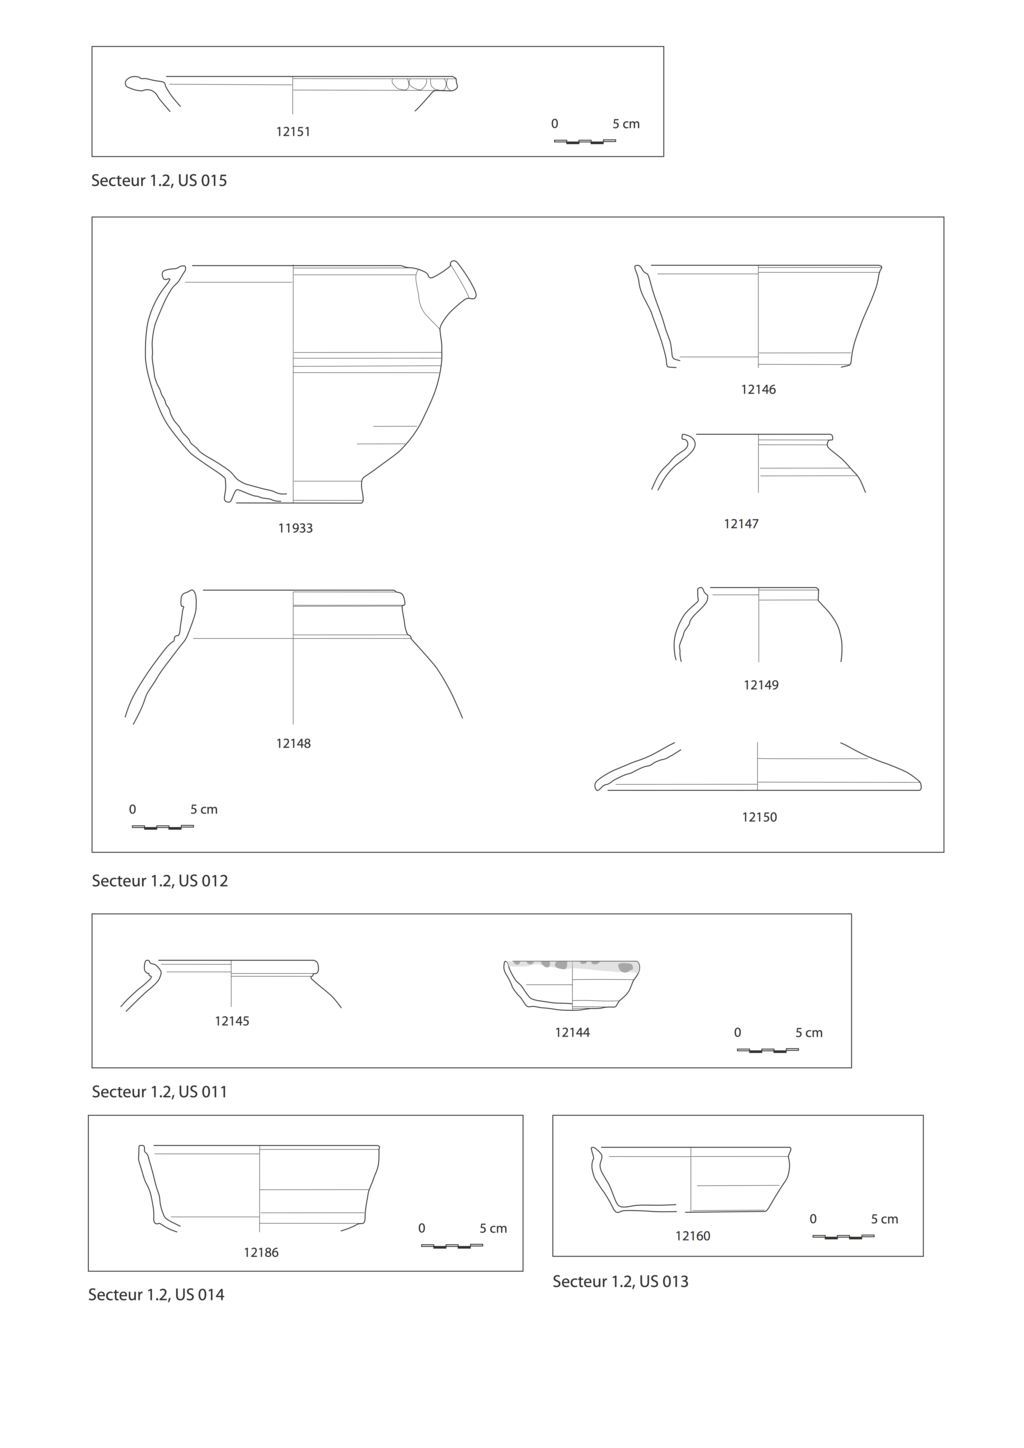 12151
0 5 cm
Secteur 1.2, US 015
12146
12147
11933
12149
12148
0 5 cm
12150
Secteur 1.2, US 012
12145
12144
0 5 cm
Secteur 1.2, US 011
12186
0 5 cm
Secteur 1.2, US 014
12160
0 5 cm
Secteur 1.2, US 013